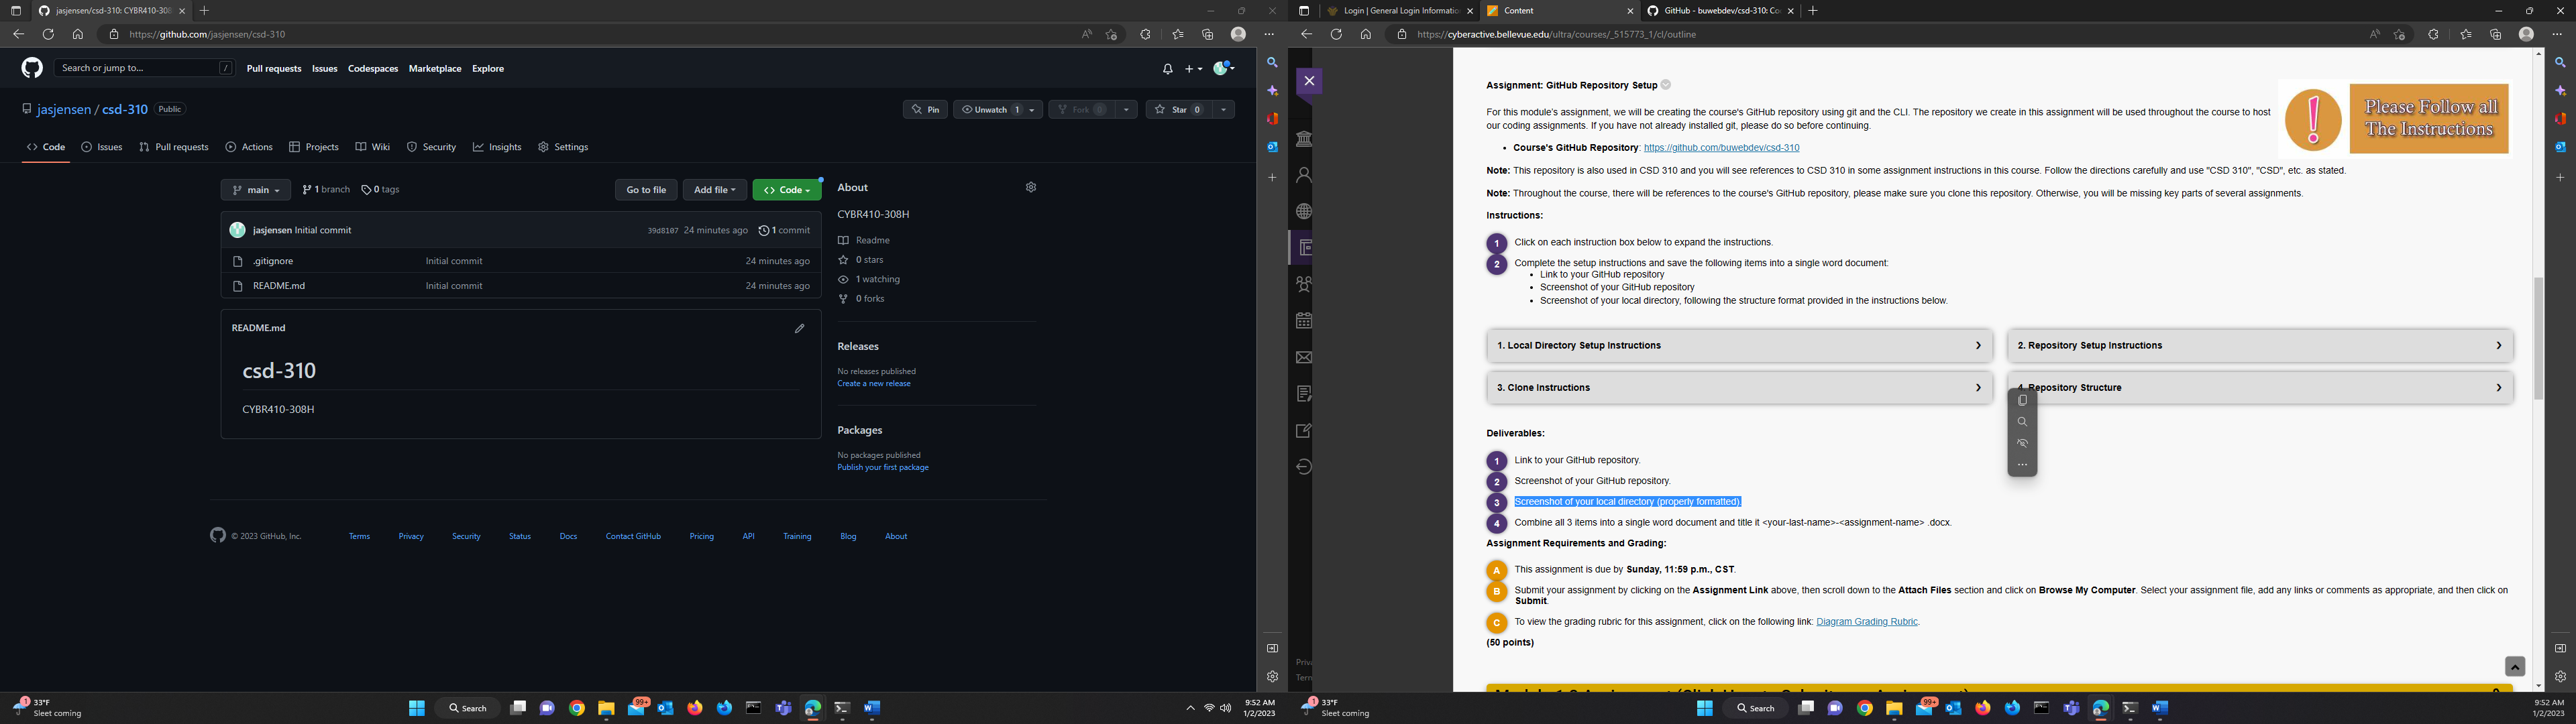 jasjensen/csd-310: CYBR410-308
https://github.com/jasjensen/csd-310
Search or jump to...
/
Pull requests
Issues
Codespaces
Marketplace
Explore
jasjensen / csd-310
Public
Pin
Unwatch 1
Fork 0
Star 0
Code
Issues
Pull requests
Actions
Projects
Wiki
Security
Insights
Settings
main
1 branch
0 tags
Go to file
Add file
Code
jasjensen Initial commit
39d8107 24 minutes ago
1 commit
.gitignore
Initial commit
24 minutes ago
README.md
Initial commit
24 minutes ago
README.md
csd-310
CYBR410-308H
About
CYBR410-308H
Readme
0 stars
1 watching
0 forks
Releases
No releases published
Create a new release
Packages
No packages published
Publish your first package
© 2023 GitHub, Inc.
Terms
Privacy
Security
Status
Docs
Contact GitHub
Pricing
API
Training
Blog
About
1
33°F
Sleet coming
Search
99+
9:52 AM
1/2/2023
Login | General Login Informatio
Content
GitHub - buwebdev/csd-310: Co
https://cyberactive.bellevue.edu/ultra/courses/_515773_1/cl/outline
Assignment: GitHub Repository Setup
For this module's assignment, we will be creating the course's GitHub repository using git and the CLI. The repository we create in this assignment will be used throughout the course to host
our coding assignments. If you have not already installed git, please do so before continuing.
Please Follow all
The Instructions
Course's GitHub Repository: https://github.com/buwebdev/csd-310
Note: This repository is also used in CSD 310 and you will see references to CSD 310 in some assignment instructions in this course. Follow the directions carefully and use "CSD 310", "CSD", etc. as stated.
Note: Throughout the course, there will be references to the course's GitHub repository, please make sure you clone this repository. Otherwise, you will be missing key parts of several assignments.
Instructions:
1 Click on each instruction box below to expand the instructions.
2 Complete the setup instructions and save the following items into a single word document:
Link to your GitHub repository
Screenshot of your GitHub repository
Screenshot of your local directory, following the structure format provided in the instructions below.
1. Local Directory Setup Instructions
2. Repository Setup Instructions
3. Clone Instructions
4. Repository Structure
Deliverables:
1 Link to your GitHub repository.
2 Screenshot of your GitHub repository.
3 Screenshot of your local directory (properly formatted).
4 Combine all 3 items into a single word document and title it <your-last-name>-<assignment-name> .docx.
Assignment Requirements and Grading:
A This assignment is due by Sunday, 11:59 p.m., CST.
B Submit your assignment by clicking on the Assignment Link above, then scroll down to the Attach Files section and click on Browse My Computer. Select your assignment file, add any links or comments as appropriate, and then click on
Submit.
C To view the grading rubric for this assignment, click on the following link: Diagram Grading Rubric.
(50 points)
Priva
Tern
1
33°F
Sleet coming
Search
99+
9:52 AM
1/2/2023